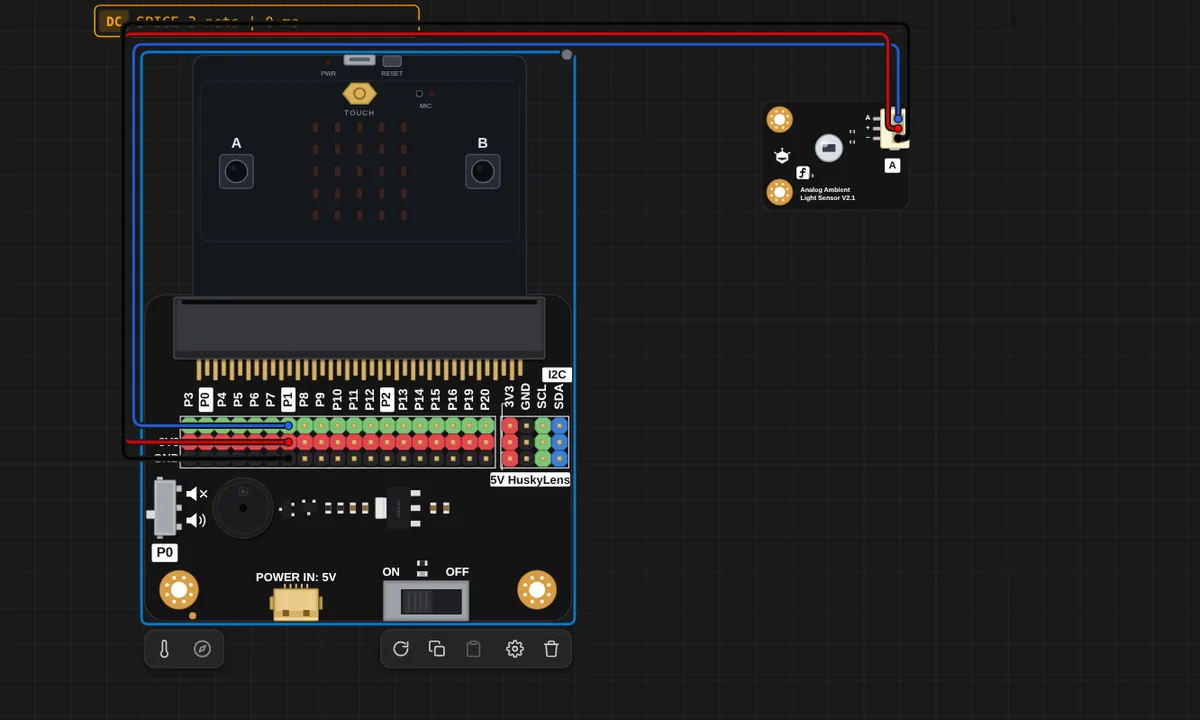 DC
PWR
RESET
MIC
TOUCH
A
B
A
+
-
A
Analog Ambient
Light Sensor V2.1
I2C
P3 P0 P4 P5 P6 P7 P1 P8 P9 P10 P11 P12 P2 P13 P14 P15 P16 P19 P20 3V3 GND SCL SDA
5V HuskyLens
P0
POWER IN: 5V
ON
OFF